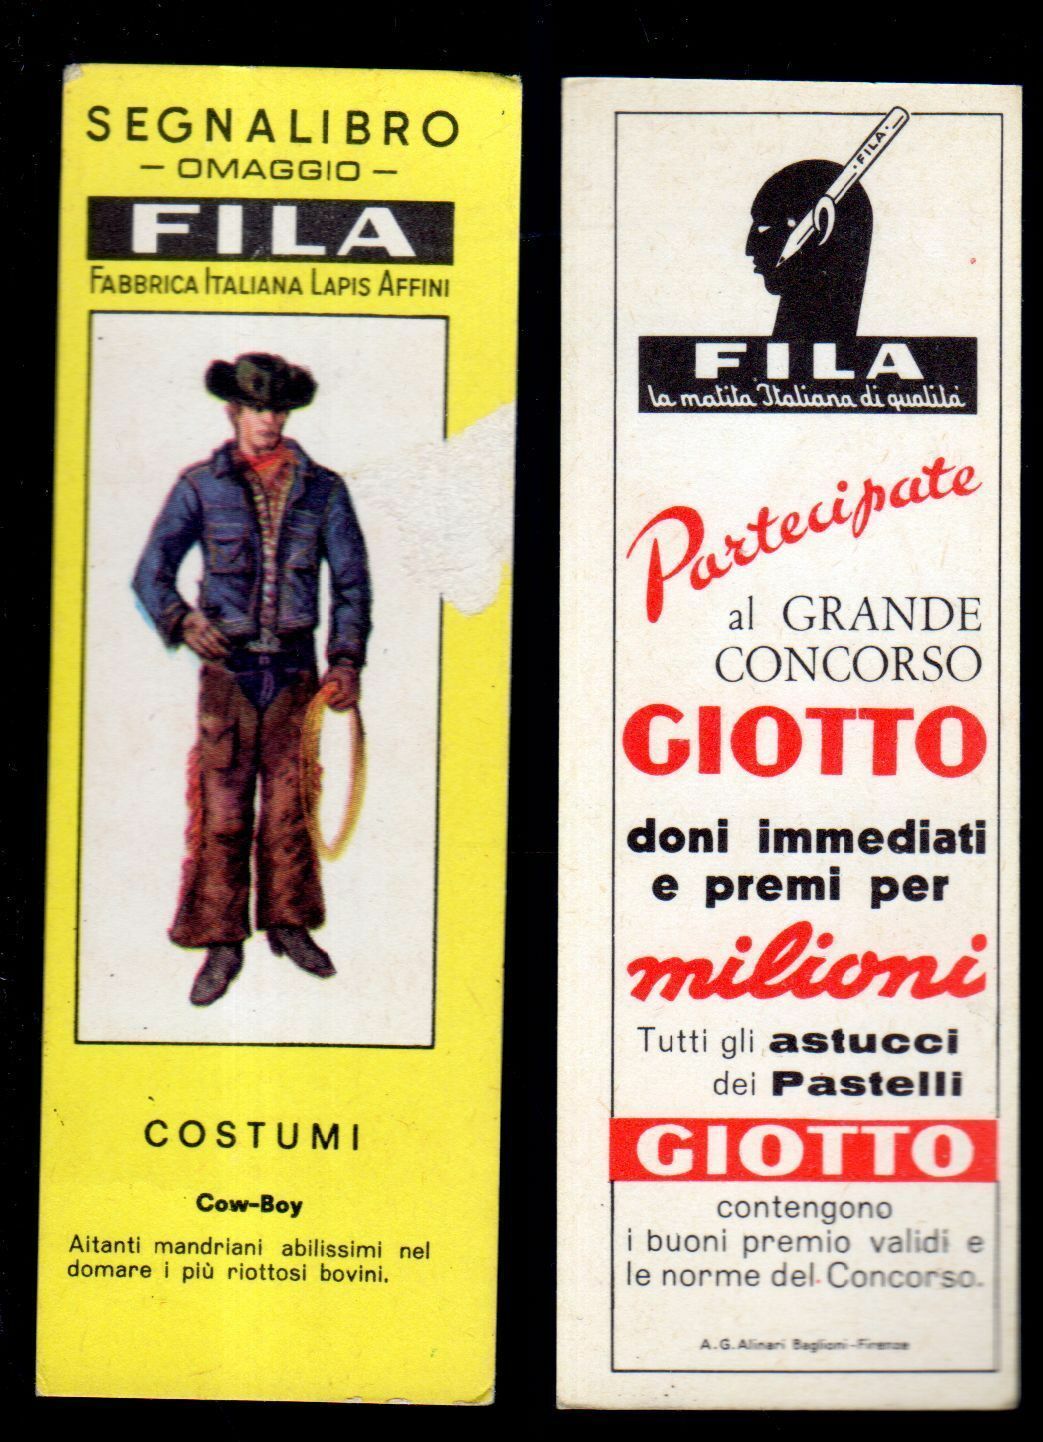 SEGNALIBRO
– OMAGGIO –
FILA
FABBRICA ITALIANA LAPIS AFFINI
COSTUMI
Cow-Boy
Aitanti mandriani abilissimi nel
domare i più riottosi bovini.
·FILA·
FILA
la matita Italiana di qualità
Partecipate
al GRANDE
CONCORSO
GIOTTO
doni immediati
e premi per
milioni
Tutti gli astucci
dei Pastelli
GIOTTO
contengono
i buoni premio validi e
le norme del Concorso.
A.G.Alinari Baglioni-Firenze